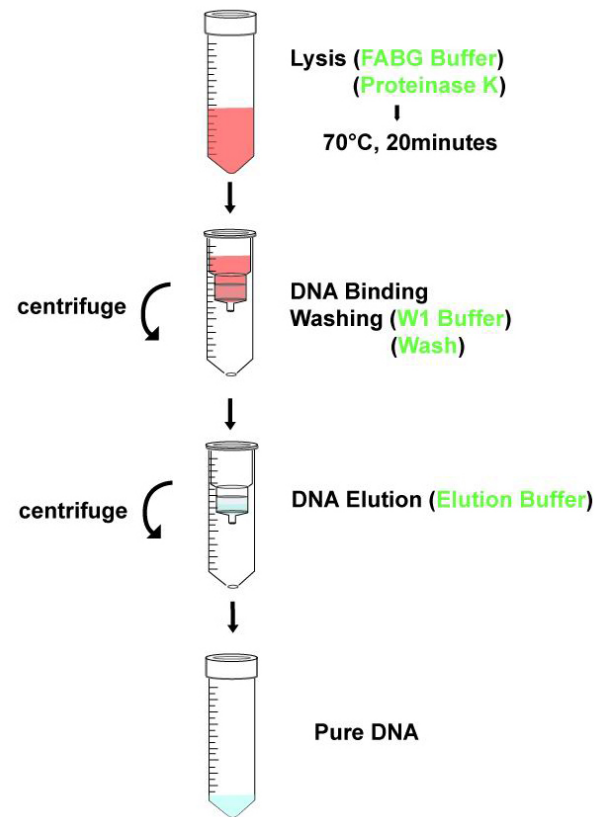 Lysis (FABG Buffer)
(Proteinase K)
70°C, 20minutes
centrifuge
DNA Binding
Washing (W1 Buffer)
(Wash)
centrifuge
DNA Elution (Elution Buffer)
Pure DNA